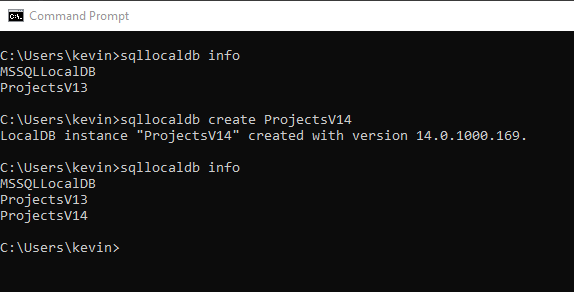 Command Prompt
C:\Users\kevin>sqllocaldb info
MSSQLLocalDB
ProjectsV13
C:\Users\kevin>sqllocaldb create ProjectsV14
LocalDB instance "ProjectsV14" created with version 14.0.1000.169.
C:\Users\kevin>sqllocaldb info
MSSQLLocalDB
ProjectsV13
ProjectsV14
C:\Users\kevin>